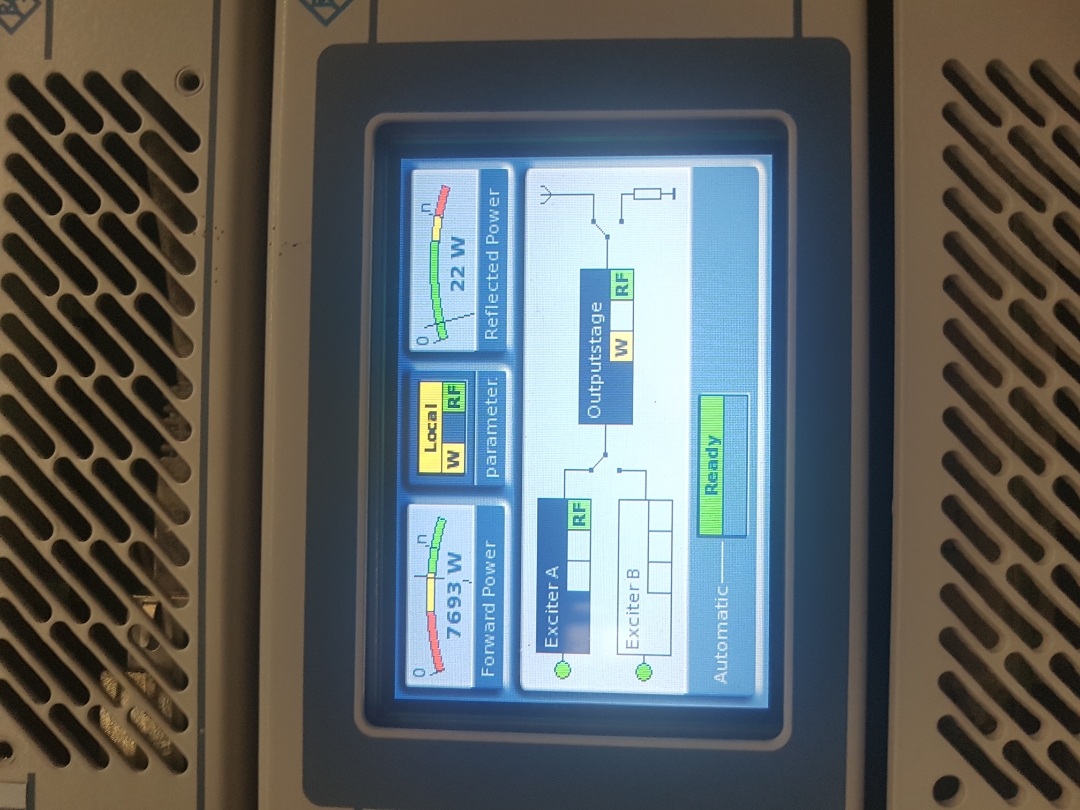 0 n
7693 W
Forward Power
Local
W RF
parameter.
0 n
22 W
Reflected Power
Exciter A
RF
Exciter B
Outputstage
W RF
Automatic
Ready